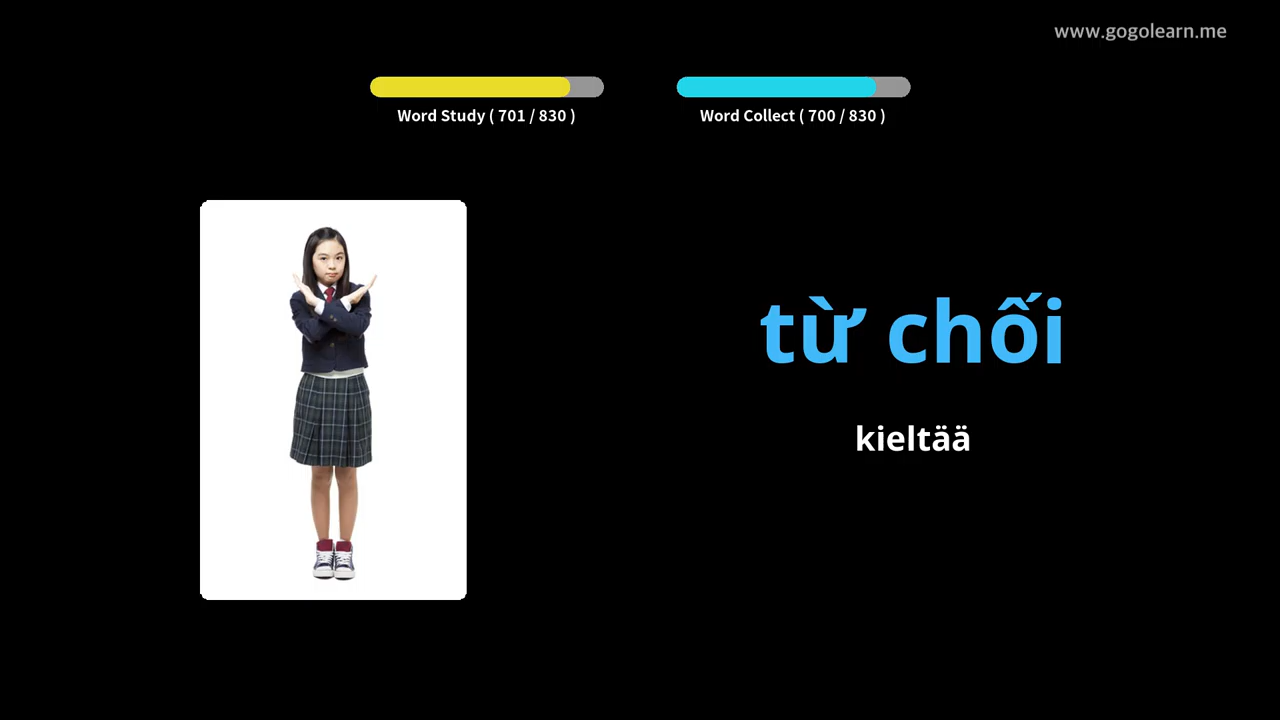 www.gogolearn.me
Word Study ( 701 / 830 )
Word Collect ( 700 / 830 )
từ chối
kieltää